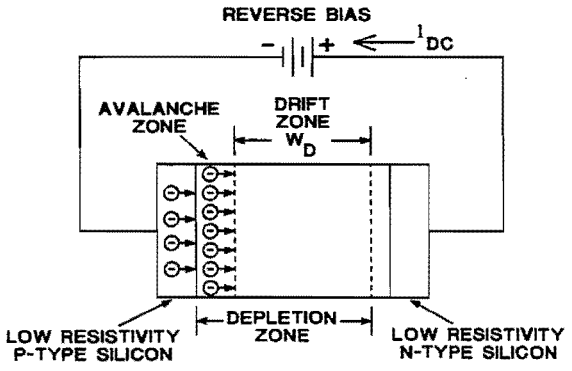 REVERSE BIAS
- + I DC
AVALANCHE
ZONE
DRIFT
ZONE
W D
LOW RESISTIVITY
P-TYPE SILICON
DEPLETION
ZONE
LOW RESISTIVITY
N-TYPE SILICON